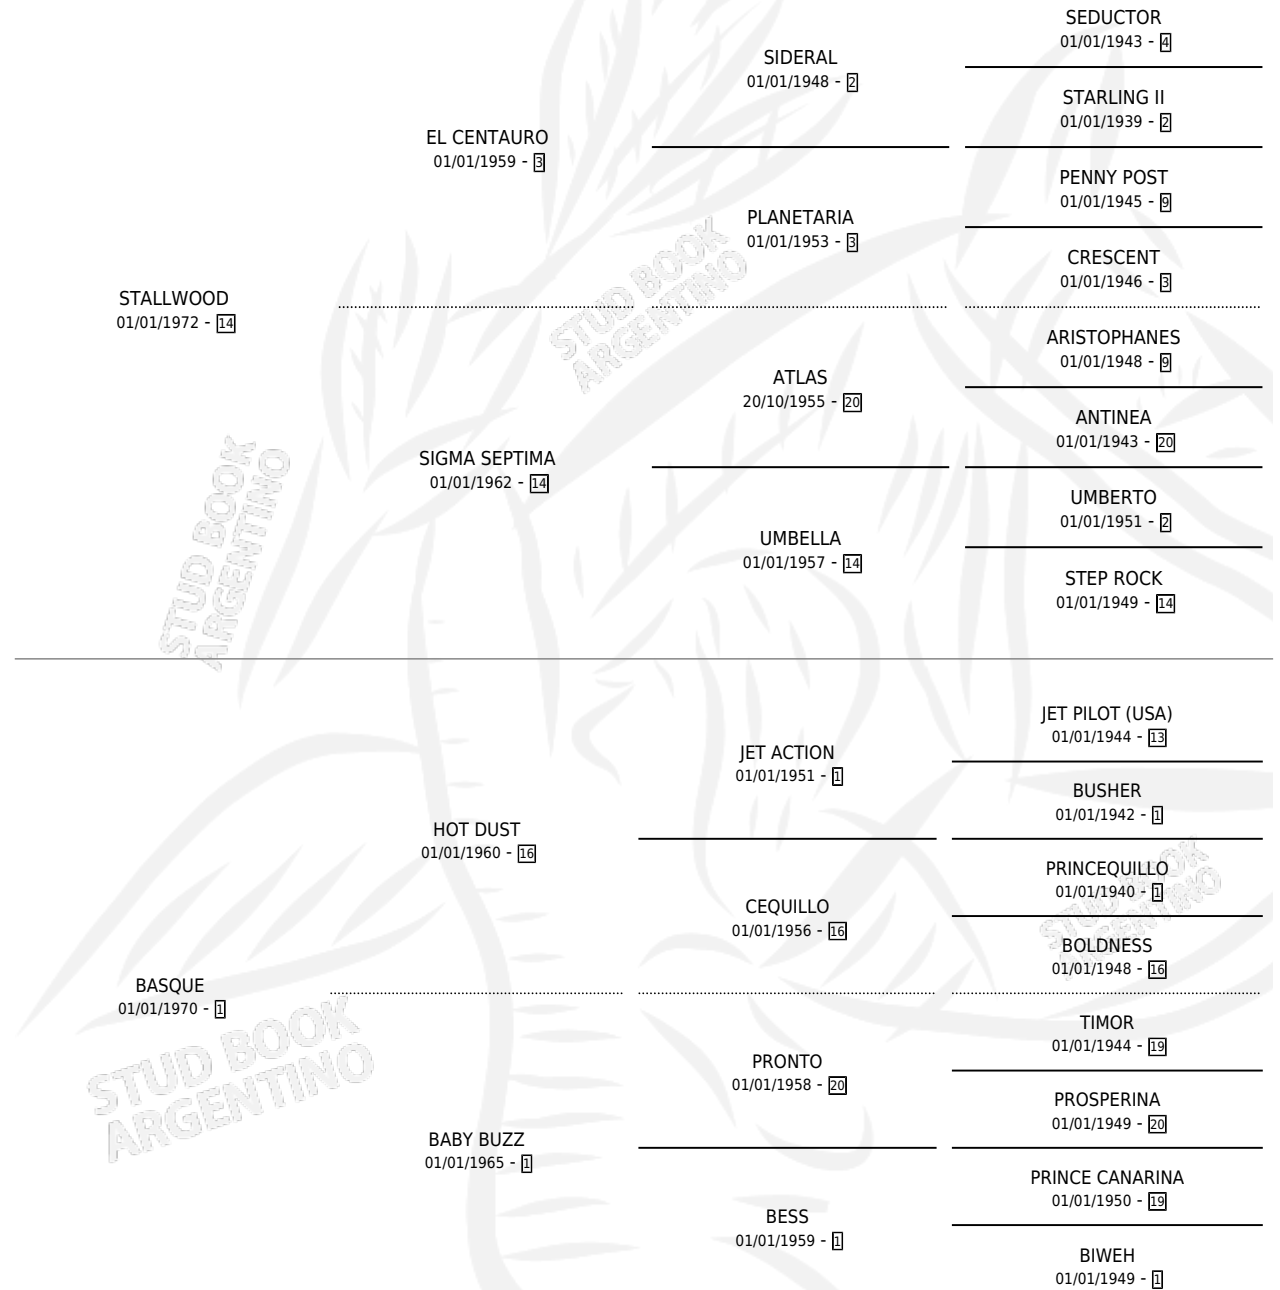 SEDUCTOR
01/01/1943 - 4
SIDERAL
01/01/1948 - 2
STARLING II
01/01/1939 - 2
EL CENTAURO
01/01/1959 - 3
PENNY POST
01/01/1945 - 9
PLANETARIA
01/01/1953 - 3
CRESCENT
01/01/1946 - 3
STALLWOOD
01/01/1972 - 14
STUD BOOK
ARGENTINO
ARISTOPHANES
01/01/1948 - 9
ATLAS
20/10/1955 - 20
ANTINEA
01/01/1943 - 20
SIGMA SEPTIMA
01/01/1962 - 14
UMBERTO
01/01/1951 - 2
UMBELLA
01/01/1957 - 14
STEP ROCK
01/01/1949 - 14
STUD BOOK
ARGENTINO
JET PILOT (USA)
01/01/1944 - 13
JET ACTION
01/01/1951 - 1
BUSHER
01/01/1942 - 1
HOT DUST
01/01/1960 - 16
PRINCEQUILLO
01/01/1940 - 1
CEQUILLO
01/01/1956 - 16
STUD BOOK
ARGENTINO
BOLDNESS
01/01/1948 - 16
BASQUE
01/01/1970 - 1
STUD BOOK
ARGENTINO
TIMOR
01/01/1944 - 19
PRONTO
01/01/1958 - 20
PROSPERINA
01/01/1949 - 20
BABY BUZZ
01/01/1965 - 1
PRINCE CANARINA
01/01/1950 - 19
BESS
01/01/1959 - 1
BIWEH
01/01/1949 - 1